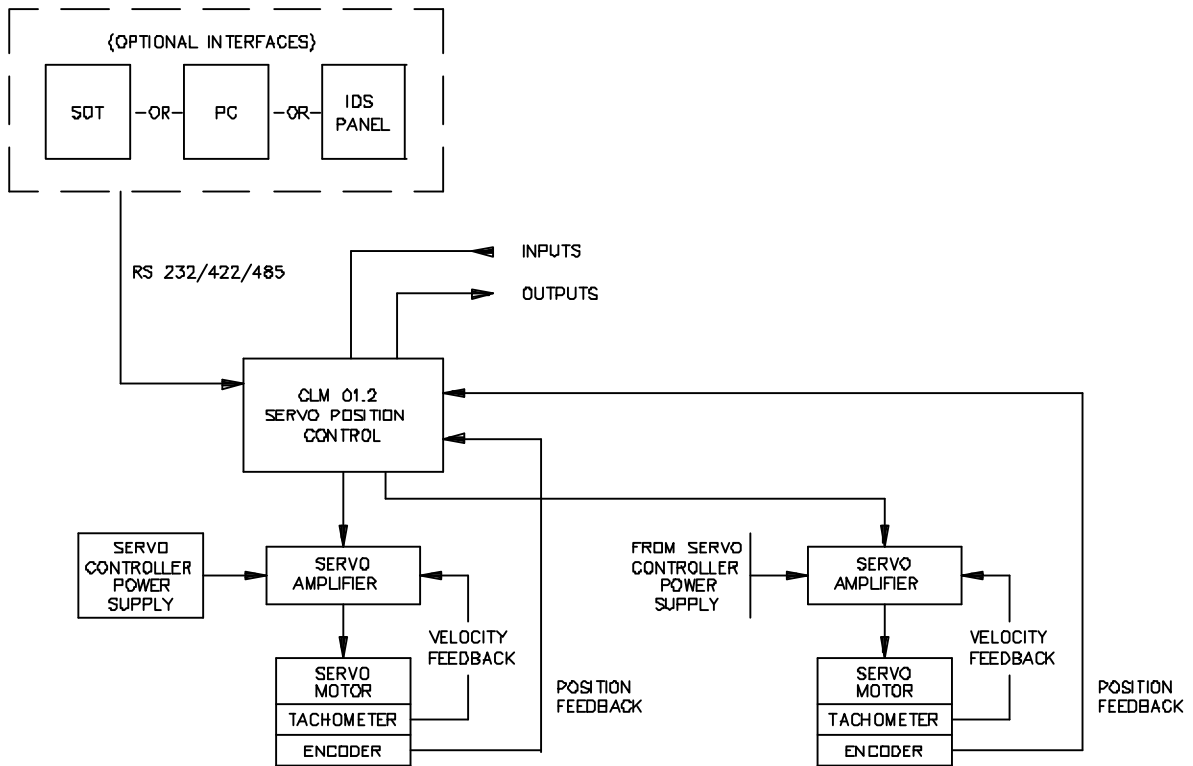 {OPTIONAL INTERFACES}
SOT -OR- PC -OR- IDS
PANEL
RS 232/422/485
INPUTS
OUTPUTS
CLM 01.2
SERVO POSITION
CONTROL
SERVO
CONTROLLER
POWER
SUPPLY
SERVO
AMPLIFIER
FROM SERVO
CONTROLLER
POWER
SUPPLY
SERVO
AMPLIFIER
VELOCITY
FEEDBACK
VELOCITY
FEEDBACK
SERVO
MOTOR
TACHOMETER
ENCODER
POSITION
FEEDBACK
SERVO
MOTOR
TACHOMETER
ENCODER
POSITION
FEEDBACK